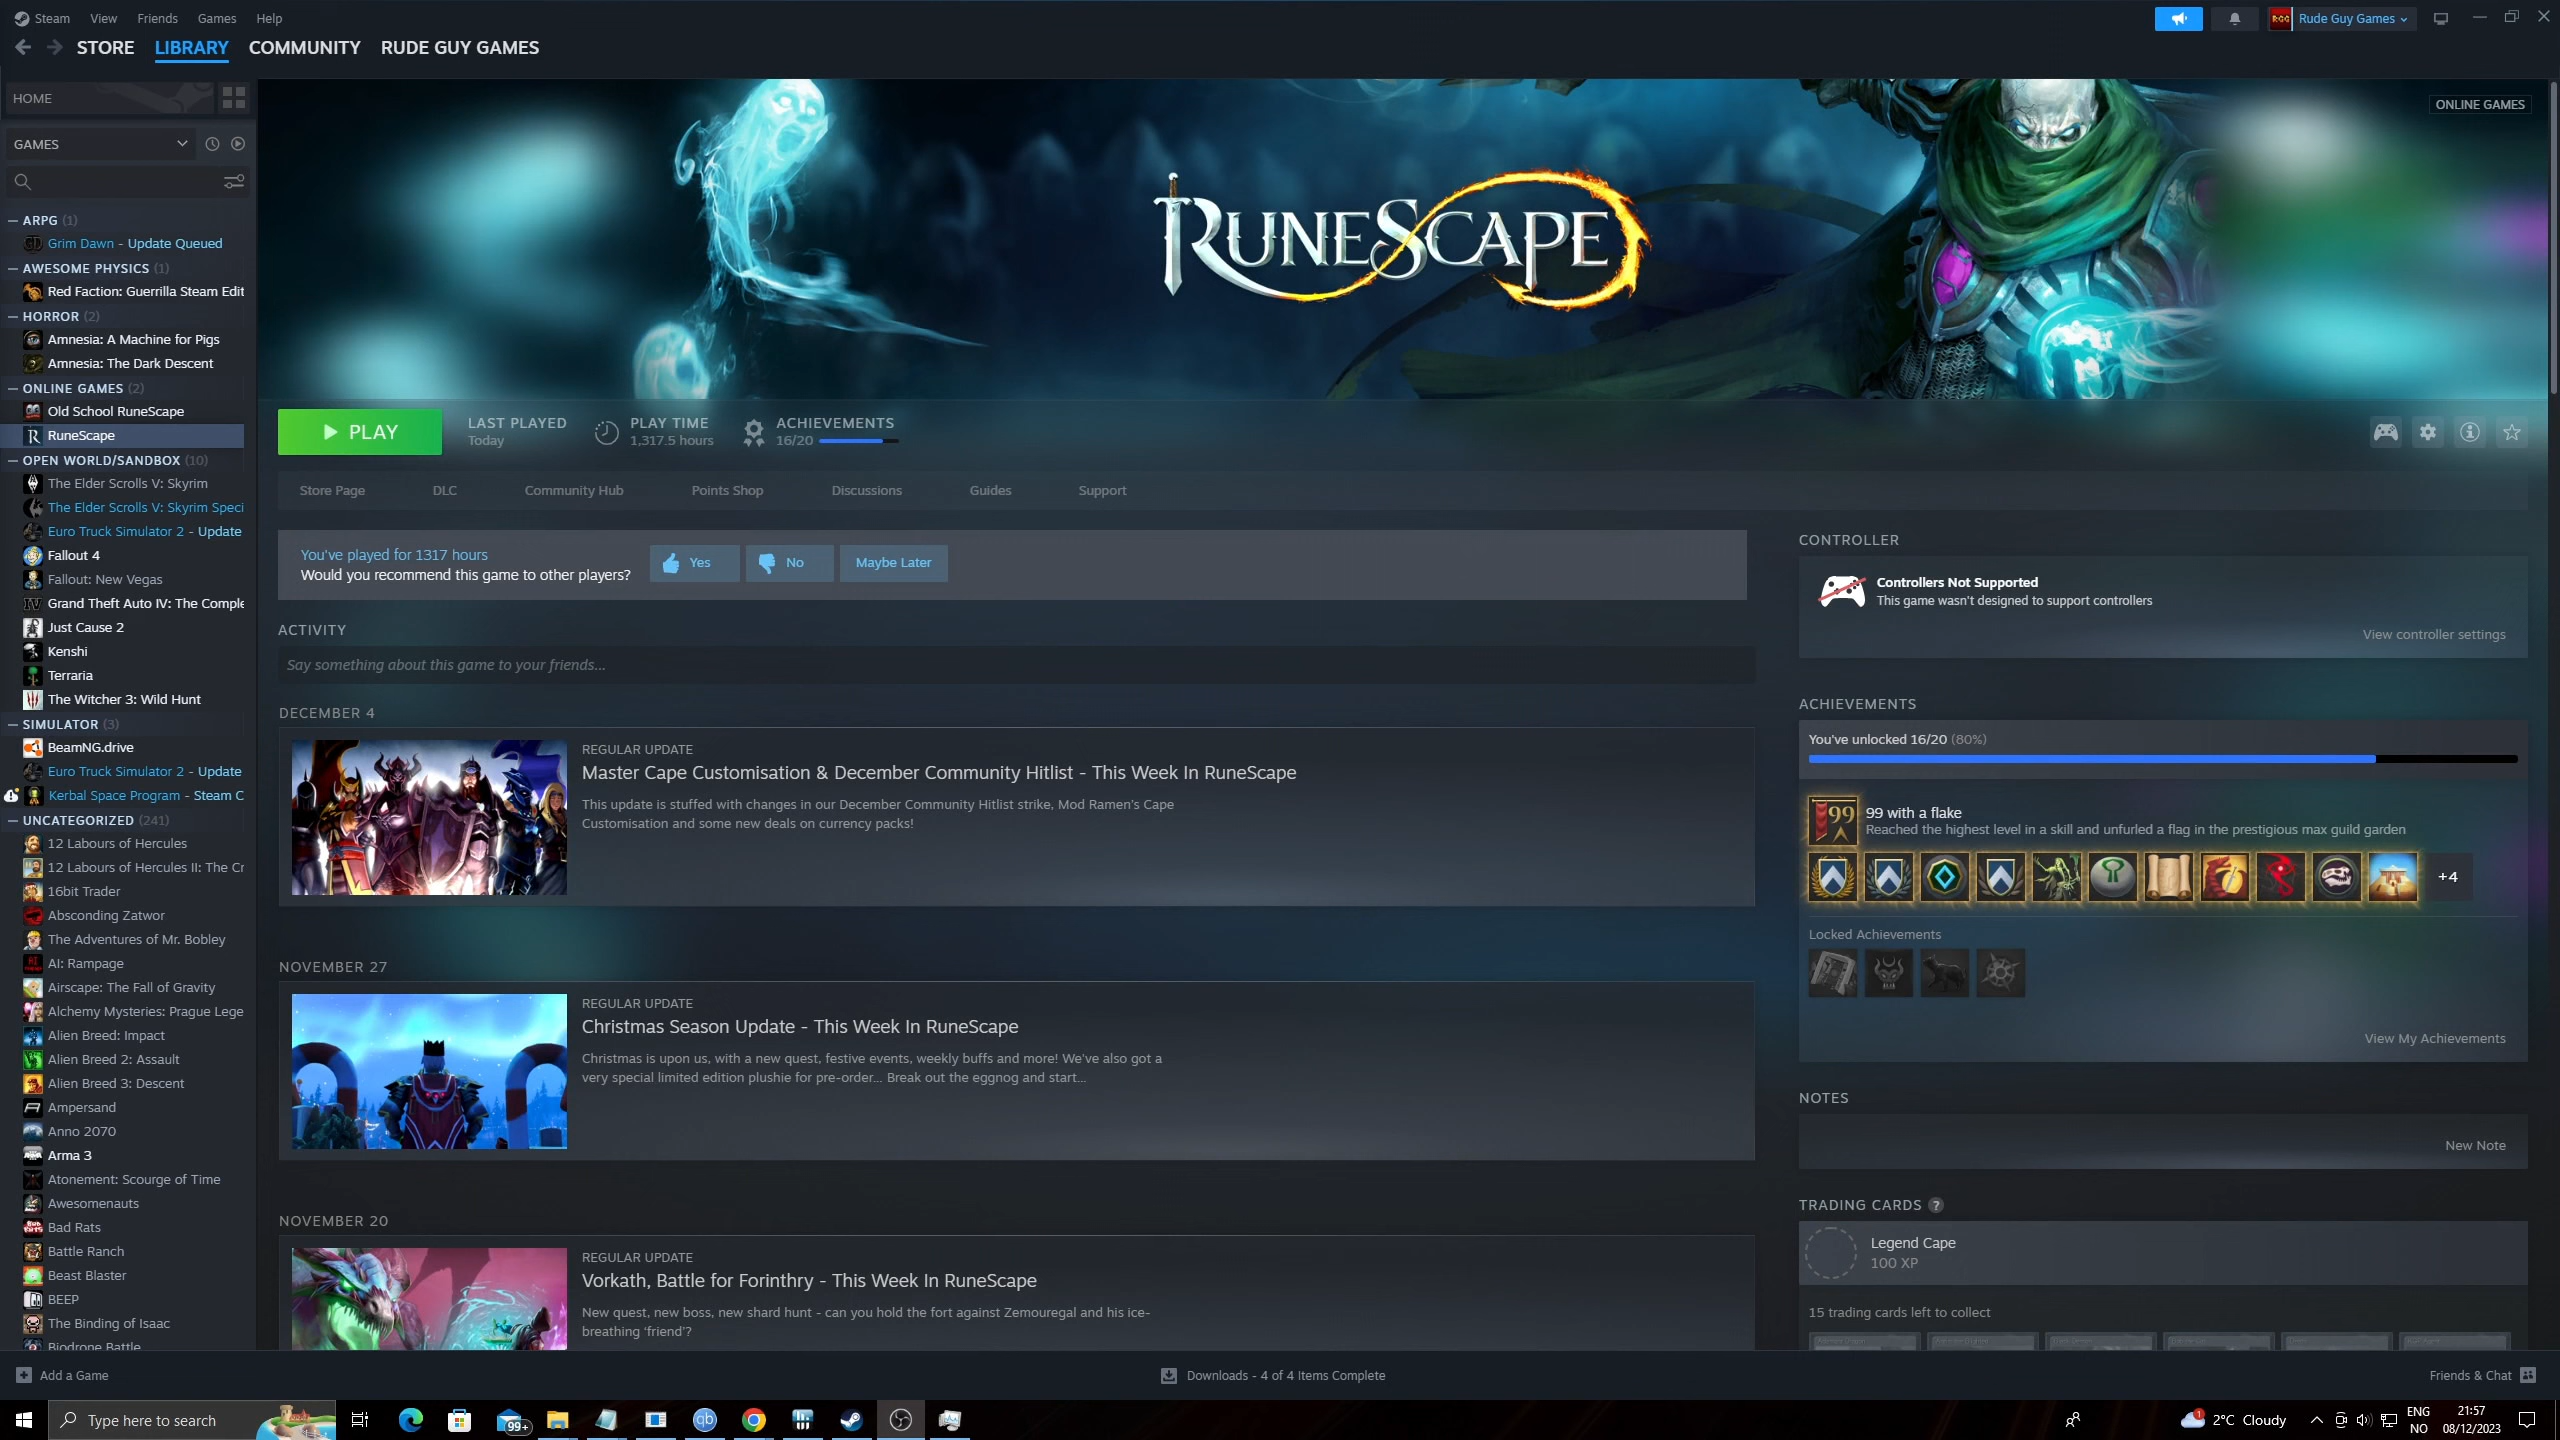 Steam View Friends Games Help
Rude Guy Games
STORE LIBRARY COMMUNITY RUDE GUY GAMES
HOME
GAMES
ARPG (1)
Grim Dawn - Update Queued
AWESOME PHYSICS (1)
Red Faction: Guerrilla Steam Edit
HORROR (2)
Amnesia: A Machine for Pigs
Amnesia: The Dark Descent
ONLINE GAMES (2)
Old School RuneScape
RuneScape
OPEN WORLD/SANDBOX (10)
The Elder Scrolls V: Skyrim
The Elder Scrolls V: Skyrim Speci
Euro Truck Simulator 2 - Update
Fallout 4
Fallout: New Vegas
Grand Theft Auto IV: The Comple
Just Cause 2
Kenshi
Terraria
The Witcher 3: Wild Hunt
SIMULATOR (3)
BeamNG.drive
Euro Truck Simulator 2 - Update
Kerbal Space Program - Steam C
UNCATEGORIZED (241)
12 Labours of Hercules
12 Labours of Hercules II: The Cr
16bit Trader
Absconding Zatwor
The Adventures of Mr. Bobley
AI: Rampage
Airscape: The Fall of Gravity
Alchemy Mysteries: Prague Lege
Alien Breed: Impact
Alien Breed 2: Assault
Alien Breed 3: Descent
Ampersand
Anno 2070
Arma 3
Atonement: Scourge of Time
Awesomenauts
Bad Rats
Battle Ranch
Beast Blaster
BEEP
The Binding of Isaac
Biodrone Battle
ONLINE GAMES
RUNESCAPE
PLAY
LAST PLAYED
Today
PLAY TIME
1,317.5 hours
ACHIEVEMENTS
16/20
Store Page DLC Community Hub Points Shop Discussions Guides Support
You've played for 1317 hours
Would you recommend this game to other players?
Yes No Maybe Later
ACTIVITY
Say something about this game to your friends...
DECEMBER 4
REGULAR UPDATE
Master Cape Customisation & December Community Hitlist - This Week In RuneScape
This update is stuffed with changes in our December Community Hitlist strike, Mod Ramen's Cape
Customisation and some new deals on currency packs!
NOVEMBER 27
REGULAR UPDATE
Christmas Season Update - This Week In RuneScape
Christmas is upon us, with a new quest, festive events, weekly buffs and more! We've also got a
very special limited edition plushie for pre-order... Break out the eggnog and start...
NOVEMBER 20
REGULAR UPDATE
Vorkath, Battle for Forinthry - This Week In RuneScape
New quest, new boss, new shard hunt - can you hold the fort against Zemouregal and his ice-
breathing 'friend'?
CONTROLLER
Controllers Not Supported
This game wasn't designed to support controllers
View controller settings
ACHIEVEMENTS
You've unlocked 16/20 (80%)
99
99 with a flake
Reached the highest level in a skill and unfurled a flag in the prestigious max guild garden
+4
Locked Achievements
View My Achievements
NOTES
New Note
TRADING CARDS ?
Legend Cape
100 XP
15 trading cards left to collect
Add a Game
Downloads - 4 of 4 Items Complete
Friends & Chat
Type here to search
99+
qb
1
2°C Cloudy
ENG
NO
21:57
08/12/2023